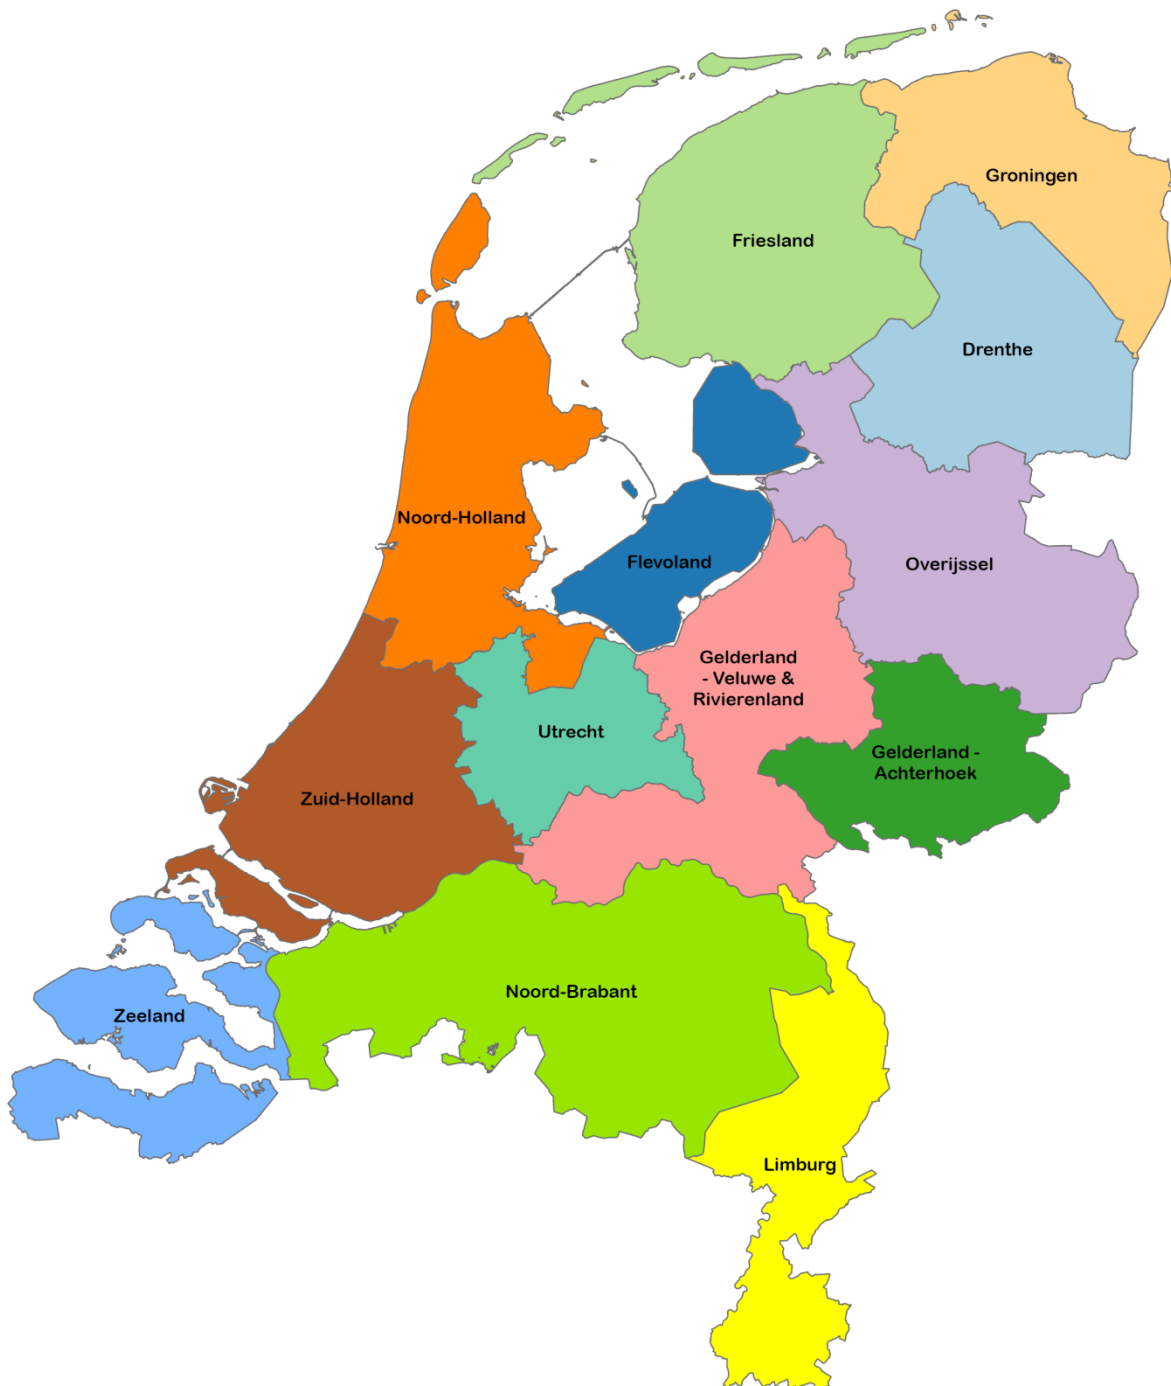 Groningen
Friesland
Drenthe
Noord-Holland
Flevoland
Overijssel
Gelderland
- Veluwe &
Rivierenland
Utrecht
Gelderland -
Achterhoek
Zuid-Holland
Noord-Brabant
Zeeland
Limburg